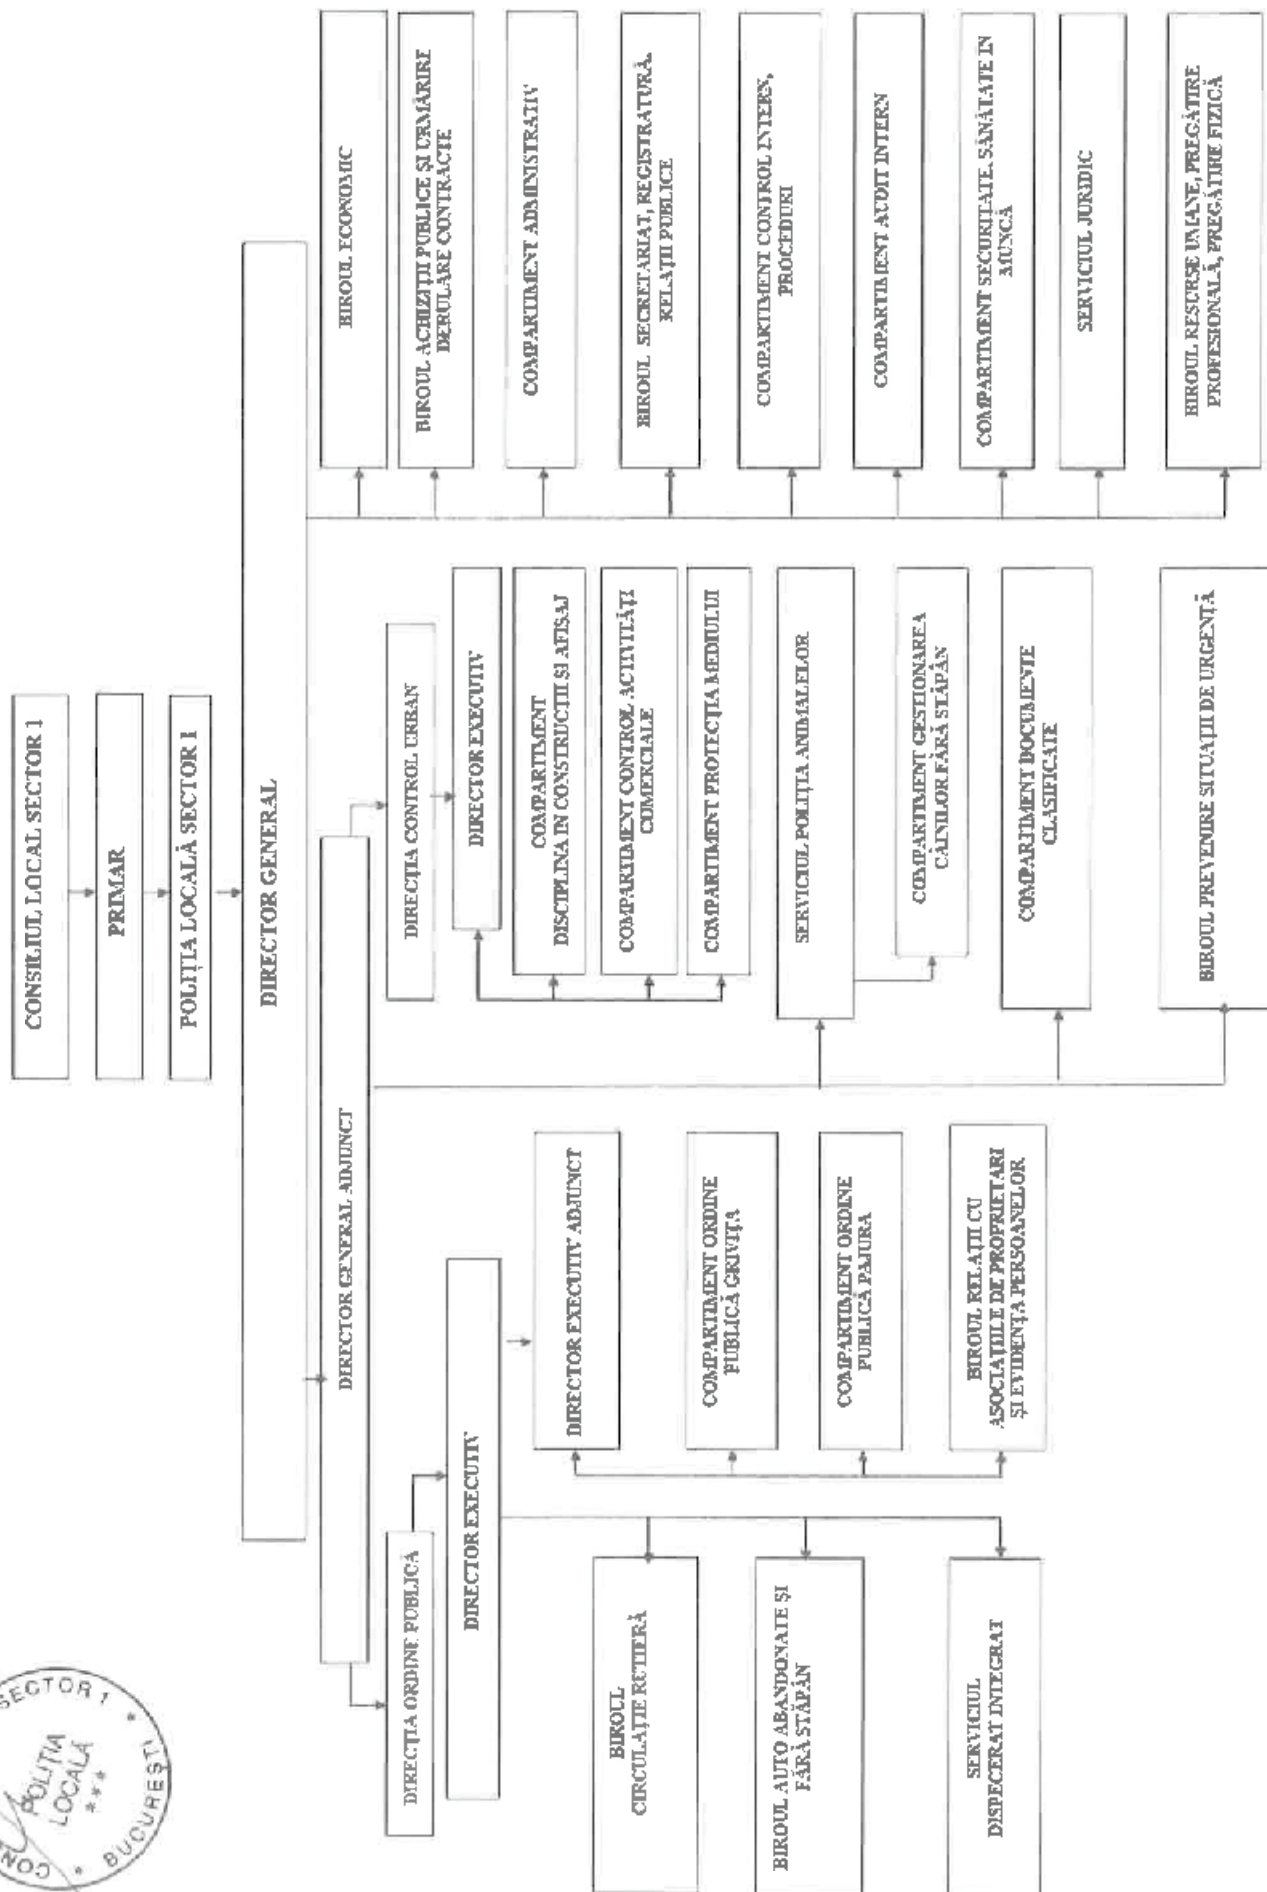 CONSILIUL LOCAL SECTOR 1
PRIMAR
POLIȚIA LOCALĂ SECTOR 1
DIRECTOR GENERAL
DIRECTOR GENERAL ADJUNCT
DIRECȚIA ORDINE PUBLICĂ
DIRECTOR EXECUTIV
BIROUL
CIRCULAȚIE RUTIERĂ
BIROUL AUTO ABANDONATE ȘI
FĂRĂ STĂPÂN
SERVICIUL
DISPECERAT INTEGRAT
DIRECTOR EXECUTIV ADJUNCT
COMPARTIMENT ORDINE
PUBLICĂ GRIVIȚA
COMPARTIMENT ORDINE
PUBLICĂ PAJURA
BIROUL RELAȚII CU
ASOCIAȚIILE DE PROPRIETARI
ȘI EVIDENȚA PERSOANELOR
DIRECȚIA CONTROL URBAN
DIRECTOR EXECUTIV
COMPARTIMENT
DISCIPLINA IN CONSTRUCTII ȘI AFIȘAJ
COMPARTIMENT CONTROL ACTIVITĂȚI
COMERCIALE
COMPARTIMENT PROTECȚIA MEDIULUI
SERVICIUL POLIȚIA ANIMALELOR
COMPARTIMENT GESTIONAREA
CÂINILOR FĂRĂ STĂPÂN
COMPARTIMENT DOCUMENTE
CLASIFICATE
BIROUL PREVENIRE SITUAȚII DE URGENȚĂ
BIROUL ECONOMIC
BIROUL ACHIZIȚII PUBLICE ȘI URMĂRIRE
DERULARE CONTRACTE
COMPARTIMENT ADMINISTRATIV
BIROUL SECRETARIAT, REGISTRATURĂ,
RELAȚII PUBLICE
COMPARTIMENT CONTROL INTERN,
PROCEDURI
COMPARTIMENT AUDIT INTERN
COMPARTIMENT SECURITATE, SĂNĂTATE IN
MUNCĂ
SERVICIUL JURIDIC
BIROUL RESURSE UMANE, PREGĂTIRE
PROFESIONALĂ, PREGĂTIRE FIZICĂ
SECTOR 1 *
POLIȚIA
LOCALĂ
***
* BUCUREȘTI *